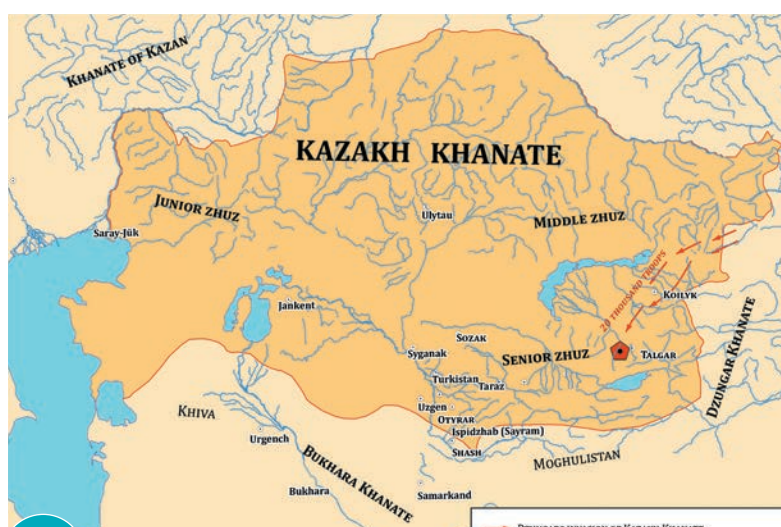 KHANATE OF KAZAN
KAZAKH KHANATE
JUNIOR ZHUZ
Ulytau
MIDDLE ZHUZ
Saray-Jük
20 THOUSAND TROOPS
KOILYK
Jankent
SOZAK
Syganak
SENIOR ZHUZ
TALGAR
DZUNGAR KHANATE
Turkistan
Taraz
KHIVA
Uzgen
OTYRAR
Urgench
Ispidzhab (Sayram)
SHASH
MOGHULISTAN
BUKHARA KHANATE
Bukhara
Samarkand